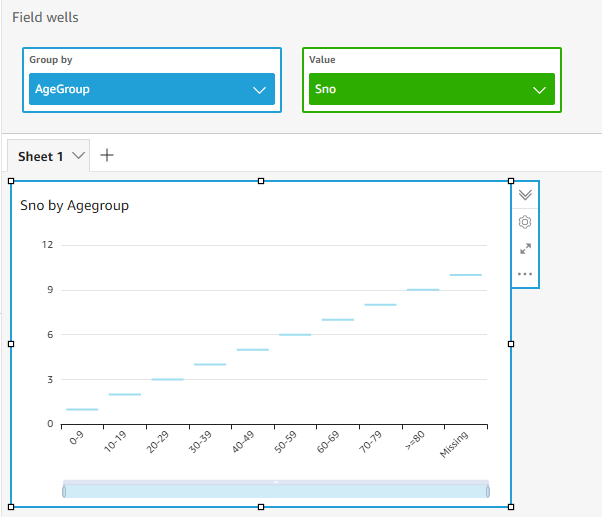 Field wells
Group by
Value
AgeGroup
Sno
Sheet 1
Sno by Agegroup
12
9
6
3
0
0-9
10-19
20-29
30-39
40-49
50-59
60-69
70-79
>=80
Missing